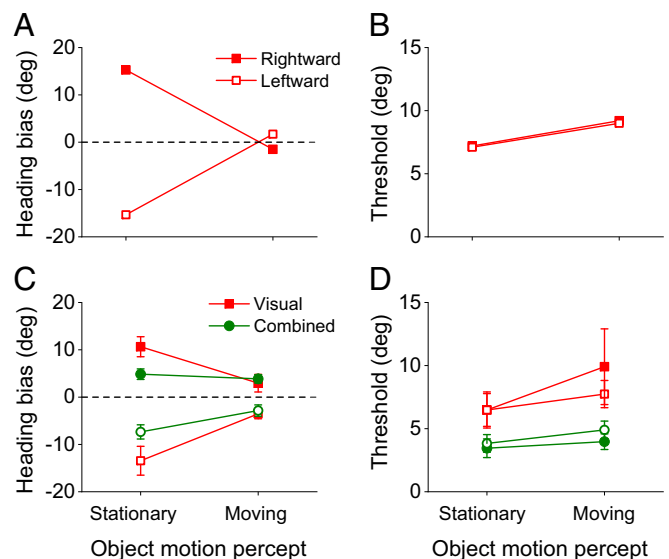 A
Heading bias (deg)
20
10
0
-10
-20
Rightward
Leftward
B
Threshold (deg)
15
10
5
0
C
Heading bias (deg)
20
10
0
-10
-20
Stationary
Moving
Object motion percept
Visual
Combined
D
Threshold (deg)
15
10
5
0
Stationary
Moving
Object motion percept